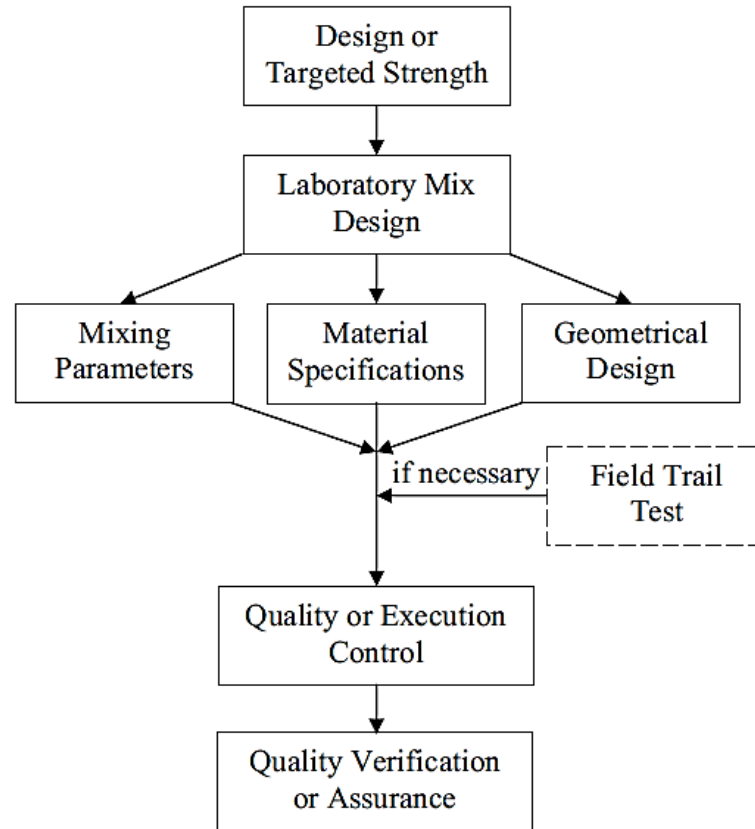 Design or
Targeted Strength
Laboratory Mix
Design
Mixing
Parameters
Material
Specifications
Geometrical
Design
if necessary
Field Trail
Test
Quality or Execution
Control
Quality Verification
or Assurance